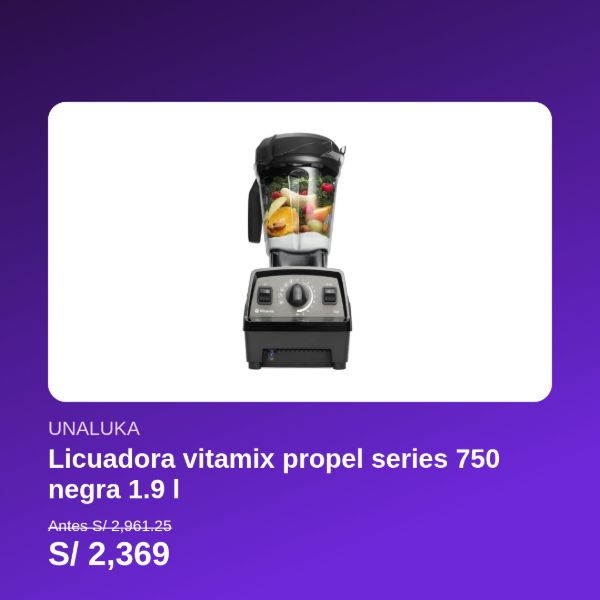 UNALUKA
Licuadora vitamix propel series 750
negra 1.9 l
Antes S/ 2,961.25
S/ 2,369